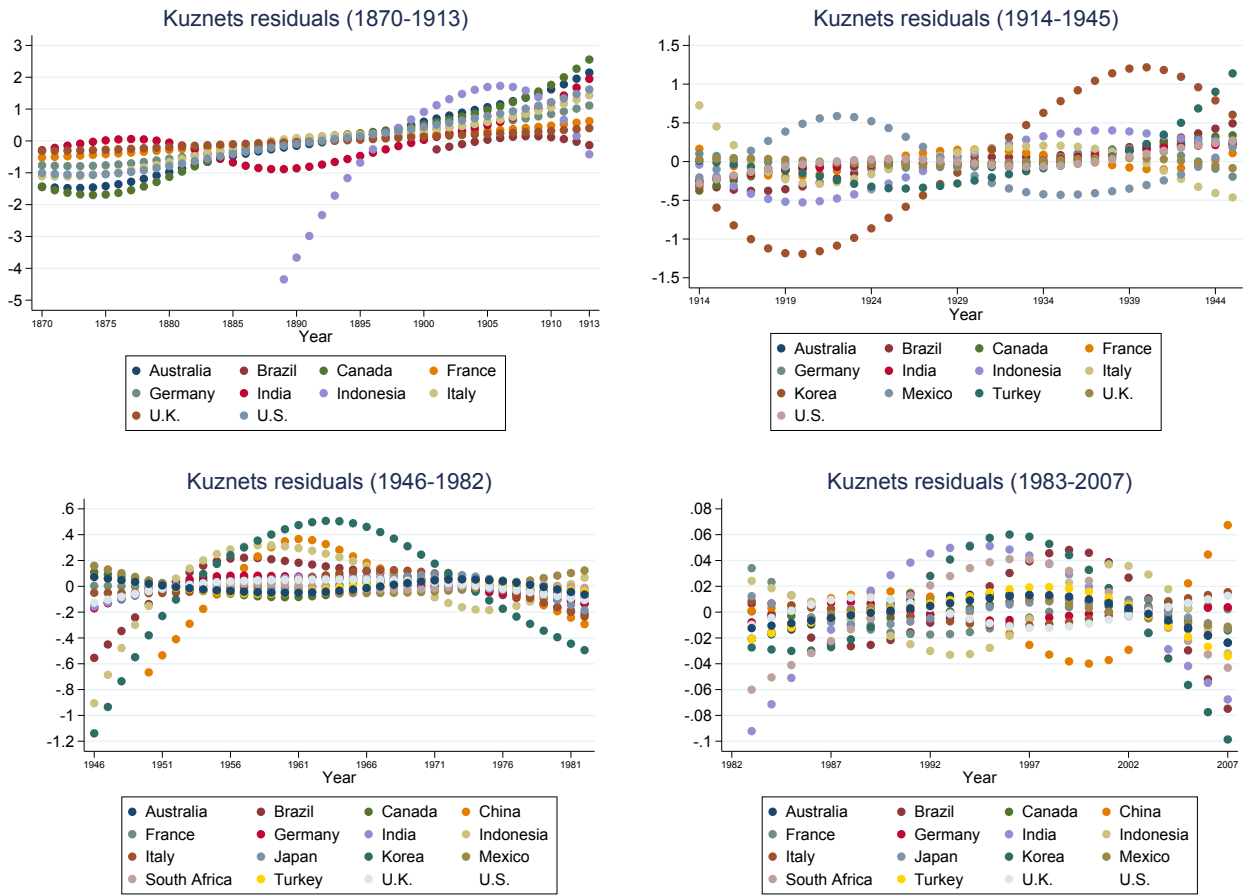 Kuznets residuals (1870-1913)
3
2
1
0
-1
-2
-3
-4
-5
1870 1875 1880 1885 1890 1895 1900 1905 1910 1913
Year
Australia Brazil Canada France
Germany India Indonesia Italy
U.K. U.S.
Kuznets residuals (1914-1945)
1.5
1
.5
0
-.5
-1
-1.5
1914 1919 1924 1929 1934 1939 1944
Year
Australia Brazil Canada France
Germany India Indonesia Italy
Korea Mexico Turkey U.K.
U.S.
Kuznets residuals (1946-1982)
.6
.4
.2
0
-.2
-.4
-.6
-.8
-1
-1.2
1946 1951 1956 1961 1966 1971 1976 1981
Year
Australia Brazil Canada China
France Germany India Indonesia
Italy Japan Korea Mexico
South Africa Turkey U.K. U.S.
Kuznets residuals (1983-2007)
.08
.06
.04
.02
0
-.02
-.04
-.06
-.08
-.1
1982 1987 1992 1997 2002 2007
Year
Australia Brazil Canada China
France Germany India Indonesia
Italy Japan Korea Mexico
South Africa Turkey U.K. U.S.